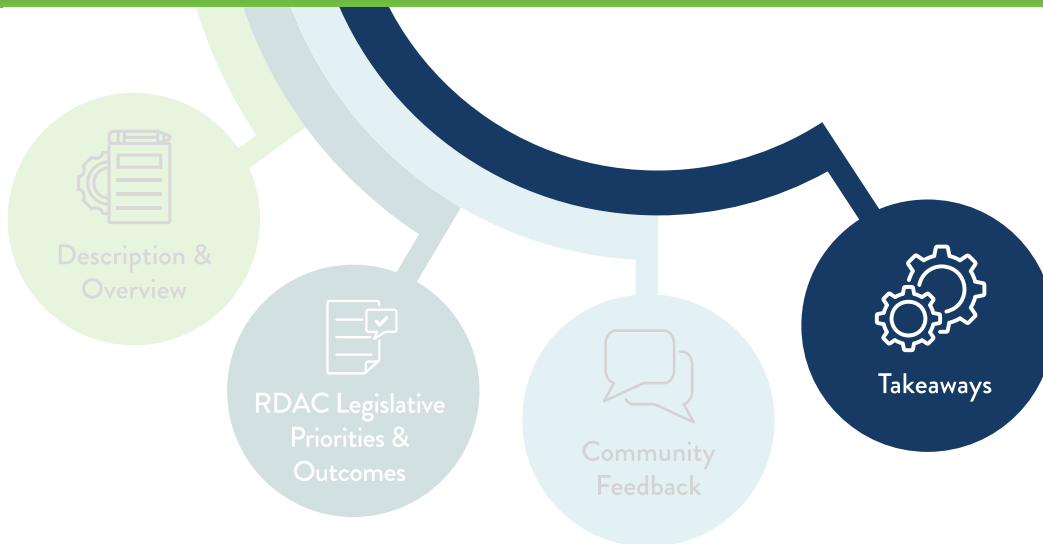 Description &
Overview
RDAC Legislative
Priorities &
Outcomes
Community
Feedback
Takeaways